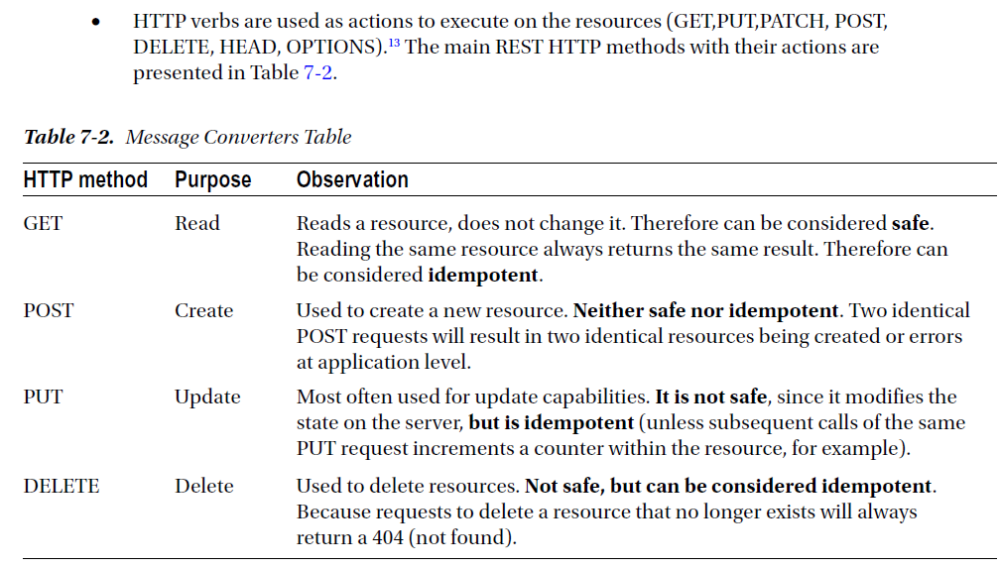 • HTTP verbs are used as actions to execute on the resources (GET,PUT,PATCH, POST,
DELETE, HEAD, OPTIONS).13 The main REST HTTP methods with their actions are
presented in Table 7-2.
Table 7-2. Message Converters Table
HTTP method Purpose Observation
GET Read Reads a resource, does not change it. Therefore can be considered safe.
Reading the same resource always returns the same result. Therefore can
be considered idempotent.
POST Create Used to create a new resource. Neither safe nor idempotent. Two identical
POST requests will result in two identical resources being created or errors
at application level.
PUT Update Most often used for update capabilities. It is not safe, since it modifies the
state on the server, but is idempotent (unless subsequent calls of the same
PUT request increments a counter within the resource, for example).
DELETE Delete Used to delete resources. Not safe, but can be considered idempotent.
Because requests to delete a resource that no longer exists will always
return a 404 (not found).